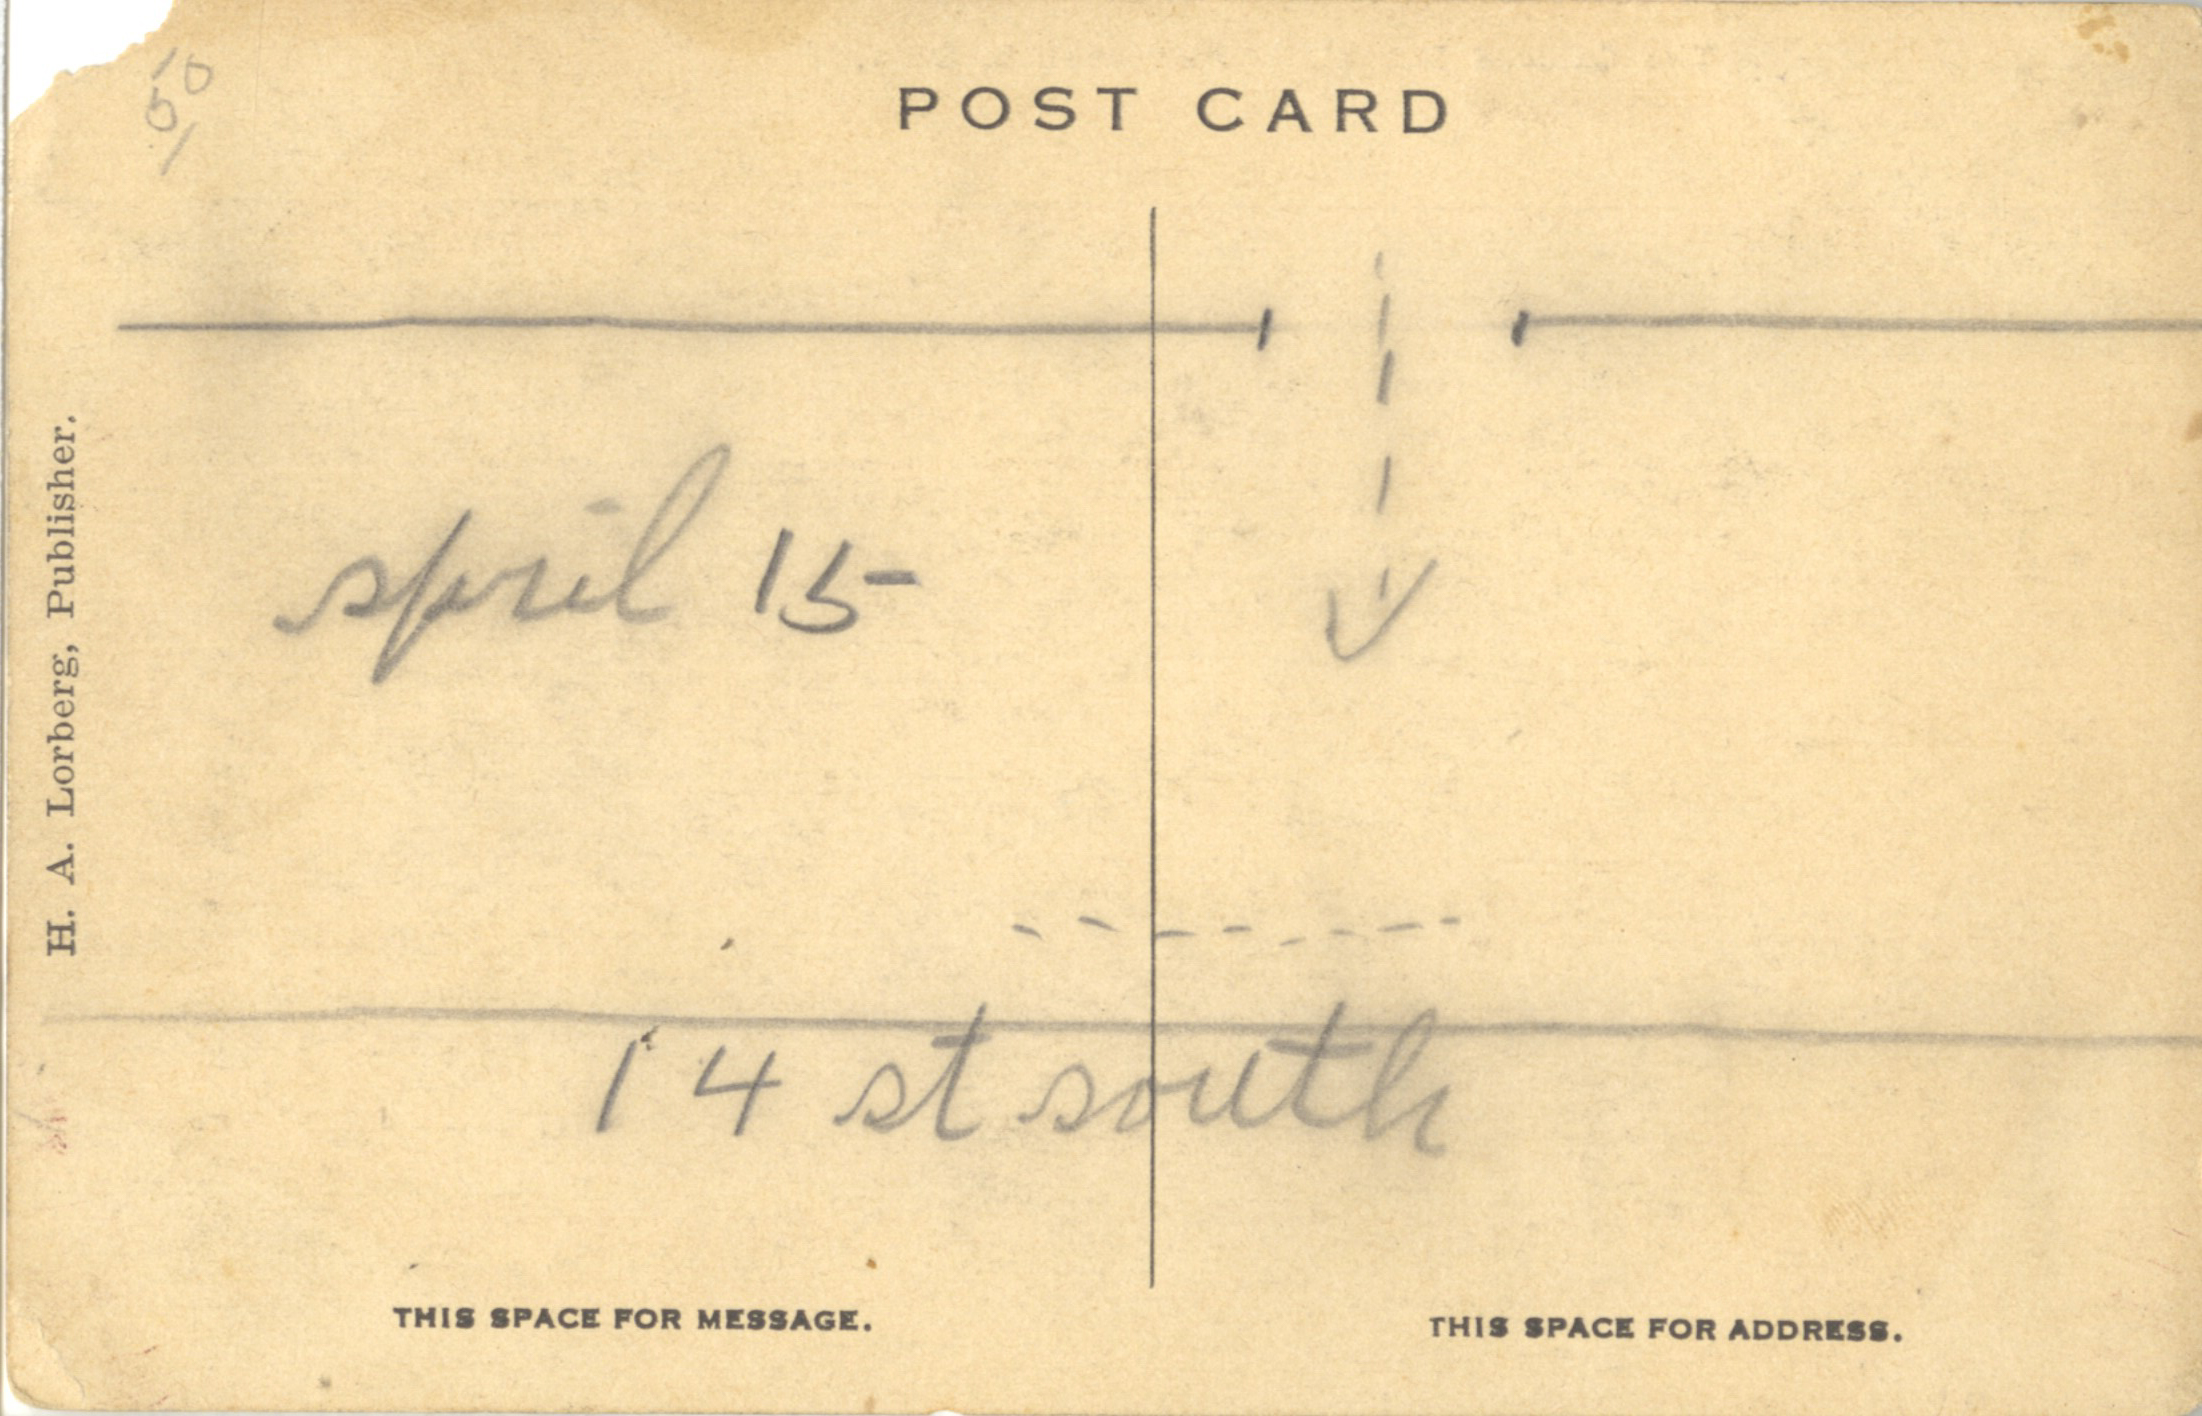 POST CARD
H. A. Lorberg, Publisher.
april 15
14 st south
THIS SPACE FOR MESSAGE.
THIS SPACE FOR ADDRESS.